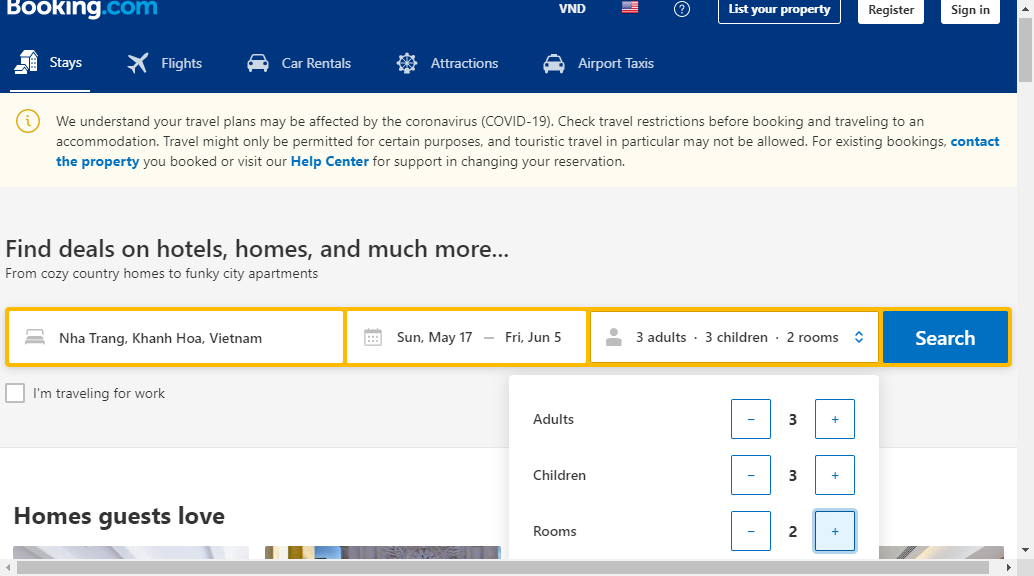 Booking.com
VND
?
List your property
Register
Sign in
Stays
Flights
Car Rentals
Attractions
Airport Taxis
We understand your travel plans may be affected by the coronavirus (COVID-19). Check travel restrictions before booking and traveling to an
accommodation. Travel might only be permitted for certain purposes, and touristic travel in particular may not be allowed. For existing bookings, contact
the property you booked or visit our Help Center for support in changing your reservation.
Find deals on hotels, homes, and much more...
From cozy country homes to funky city apartments
Nha Trang, Khanh Hoa, Vietnam
Sun, May 17 — Fri, Jun 5
3 adults · 3 children · 2 rooms
Search
I'm traveling for work
Adults − 3 +
Children − 3 +
Rooms − 2 +
Homes guests love